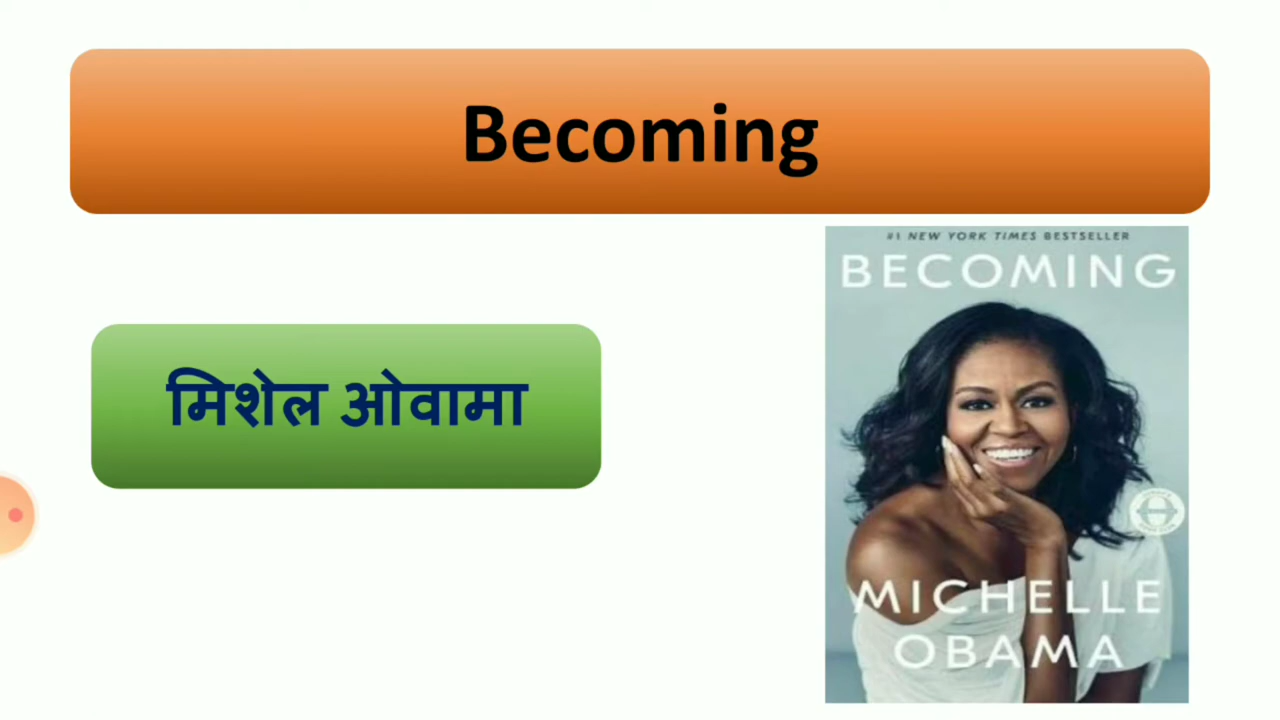 Becoming
#1 NEW YORK TIMES BESTSELLER
BECOMING
मिशेल ओवामा
MICHELLE
OBAMA